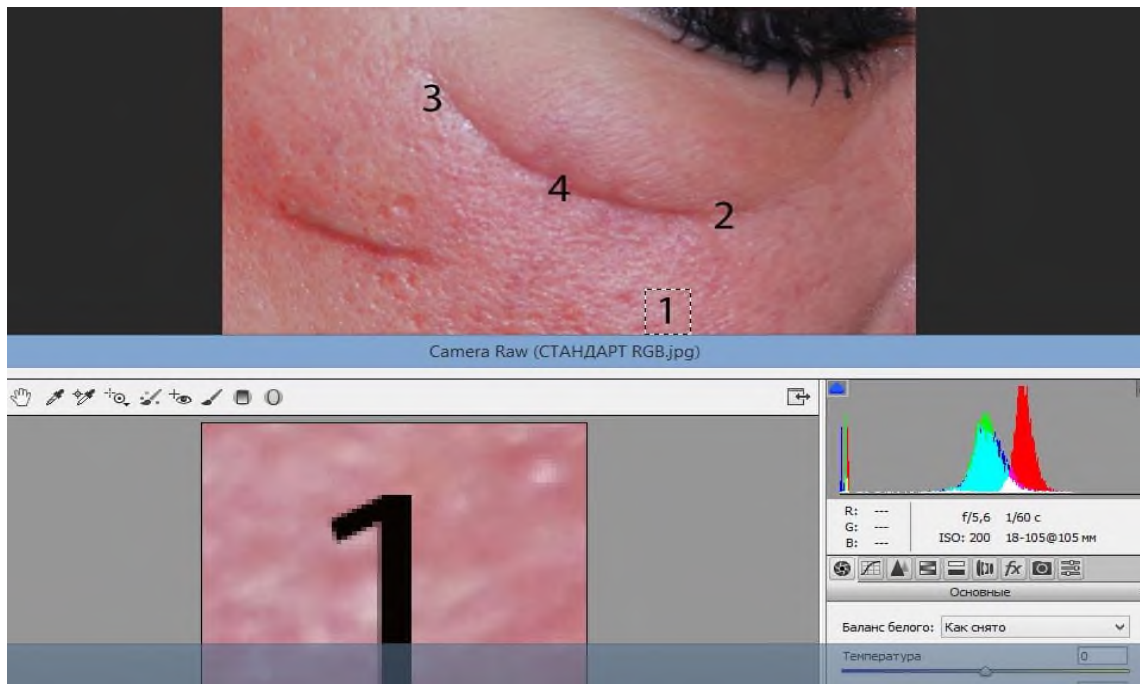 3
4
2
1
Camera Raw (СТАНДАРТ RGB.jpg)
1
R: ---
G: ---
B: ---
f/5,6 1/60 с
ISO: 200 18-105@105 мм
fx
Основные
Баланс белого: Как снято
Температура 0